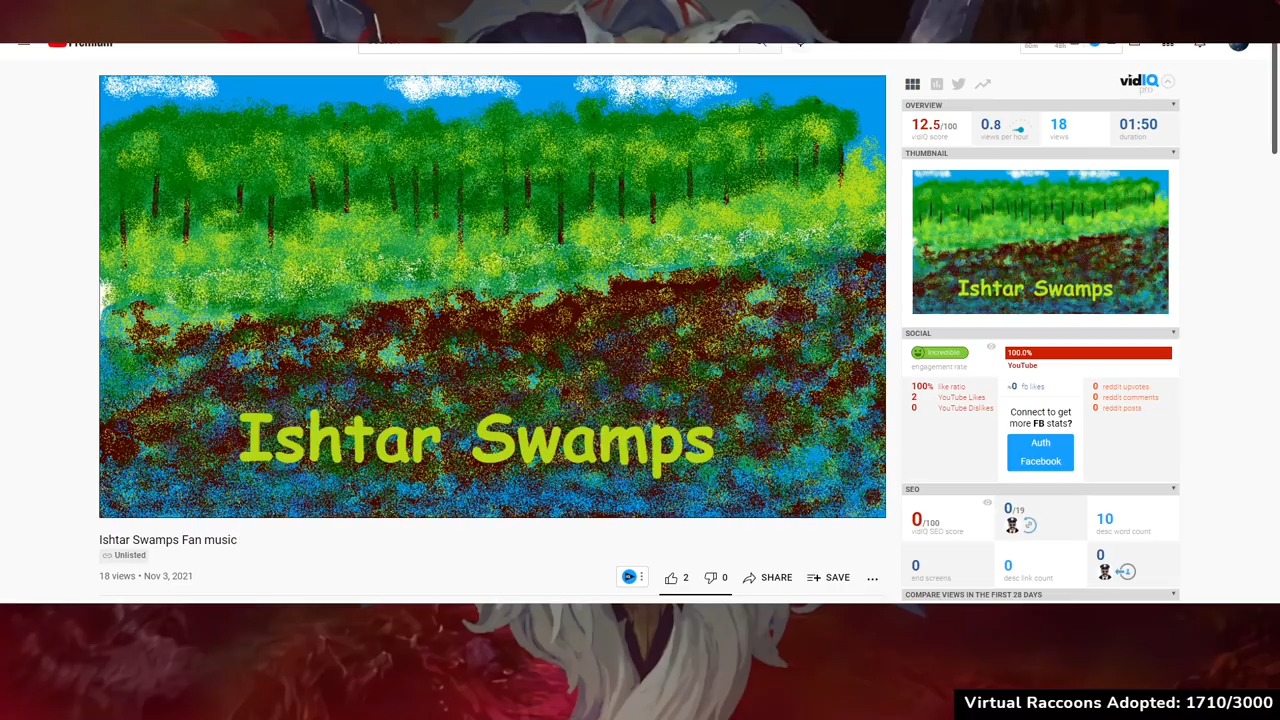 Premium
60m
48h
vidIQ
pro
OVERVIEW
12.5/100
vidIQ score
0.8
views per hour
18
views
01:50
duration
THUMBNAIL
Ishtar Swamps
SOCIAL
Incredible
engagement rate
100.0%
YouTube
100% like ratio
2 YouTube Likes
0 YouTube Dislikes
~0 fb likes
Connect to get
more FB stats?
Auth
Facebook
0 reddit upvotes
0 reddit comments
0 reddit posts
Ishtar Swamps
SEO
0/100
vidIQ SEO score
0/19
10
desc word count
0
end screens
0
desc link count
0
COMPARE VIEWS IN THE FIRST 28 DAYS
Ishtar Swamps Fan music
Unlisted
18 views • Nov 3, 2021
2
0
SHARE
SAVE
Virtual Raccoons Adopted: 1710/3000